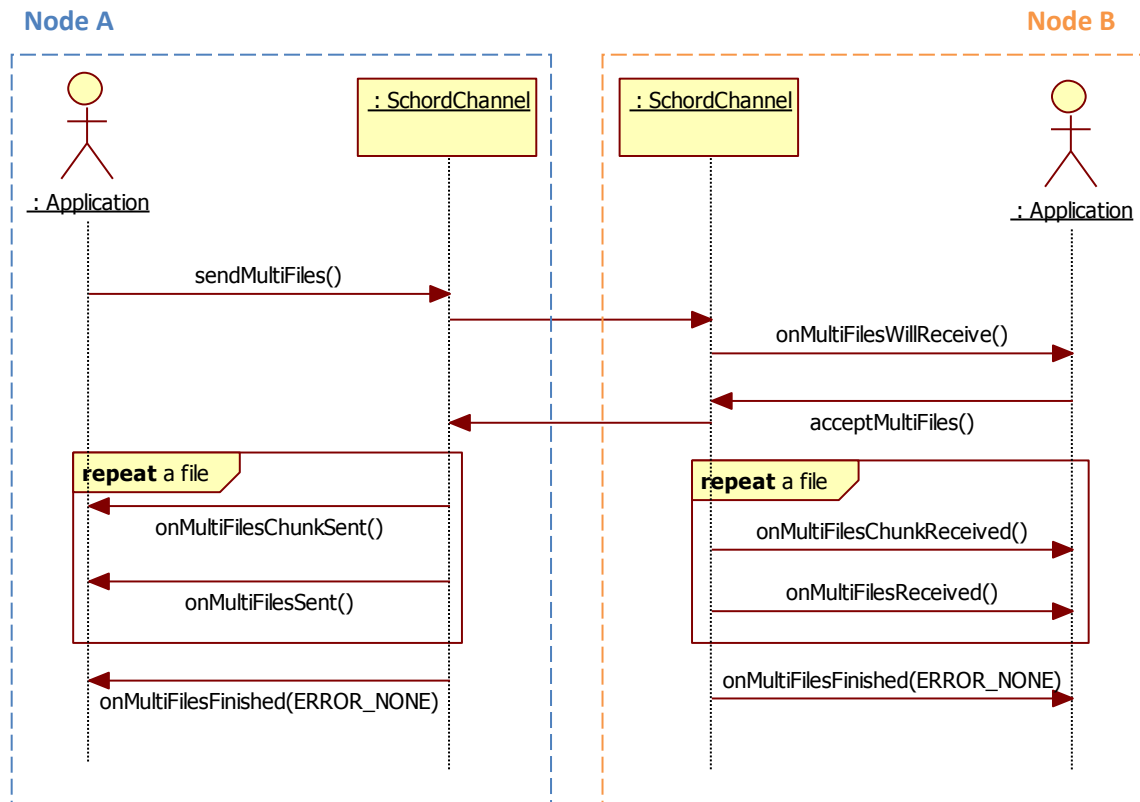 Node A
Node B
: SchordChannel
: SchordChannel
: Application
: Application
sendMultiFiles()
onMultiFilesWillReceive()
acceptMultiFiles()
repeat a file
repeat a file
onMultiFilesChunkSent()
onMultiFilesChunkReceived()
onMultiFilesSent()
onMultiFilesReceived()
onMultiFilesFinished(ERROR_NONE)
onMultiFilesFinished(ERROR_NONE)